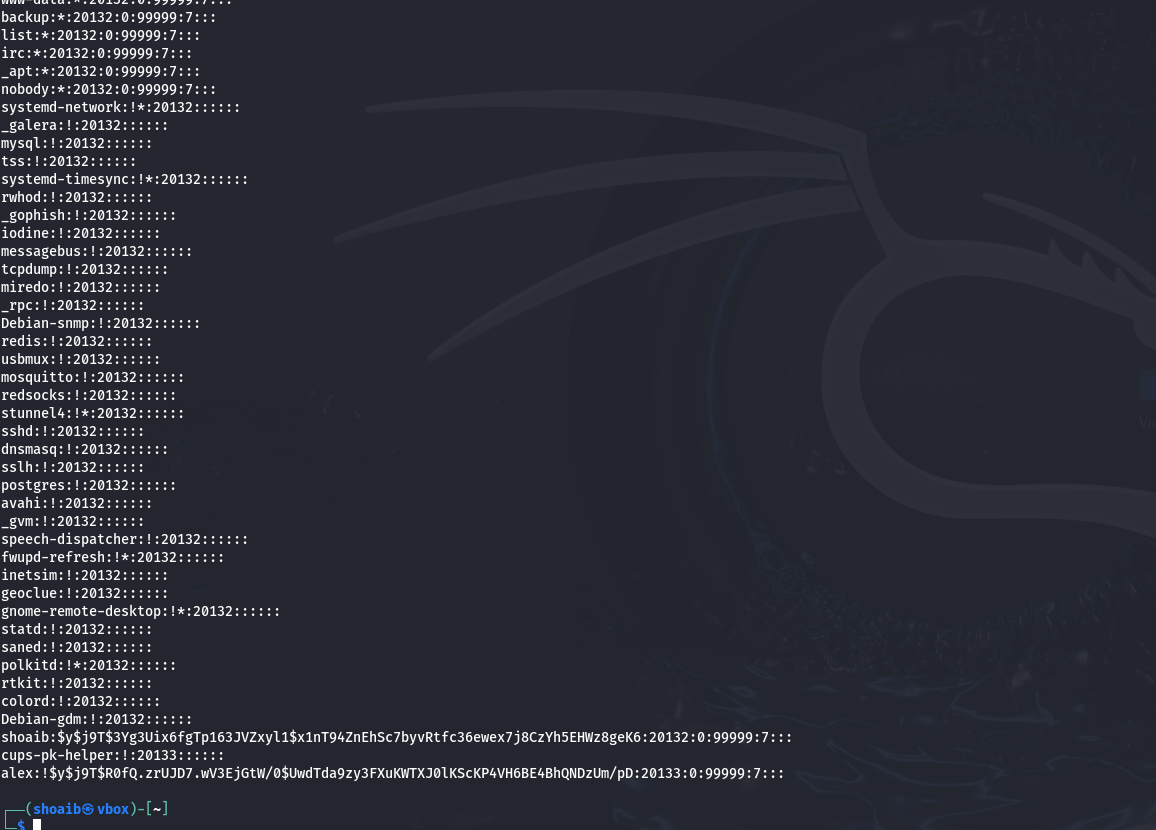 www-data:*:20132:0:99999:7:::
backup:*:20132:0:99999:7:::
list:*:20132:0:99999:7:::
irc:*:20132:0:99999:7:::
_apt:*:20132:0:99999:7:::
nobody:*:20132:0:99999:7:::
systemd-network:!*:20132::::::
_galera:!:20132::::::
mysql:!:20132::::::
tss:!:20132::::::
systemd-timesync:!*:20132::::::
rwhod:!:20132::::::
_gophish:!:20132::::::
iodine:!:20132::::::
messagebus:!:20132::::::
tcpdump:!:20132::::::
miredo:!:20132::::::
_rpc:!:20132::::::
Debian-snmp:!:20132::::::
redis:!:20132::::::
usbmux:!:20132::::::
mosquitto:!:20132::::::
redsocks:!:20132::::::
stunnel4:!*:20132::::::
sshd:!:20132::::::
dnsmasq:!:20132::::::
sslh:!:20132::::::
postgres:!:20132::::::
avahi:!:20132::::::
_gvm:!:20132::::::
speech-dispatcher:!:20132::::::
fwupd-refresh:!*:20132::::::
inetsim:!:20132::::::
geoclue:!:20132::::::
gnome-remote-desktop:!*:20132::::::
statd:!:20132::::::
saned:!:20132::::::
polkitd:!*:20132::::::
rtkit:!:20132::::::
colord:!:20132::::::
Debian-gdm:!:20132::::::
shoaib:$y$j9T$3Yg3Uix6fgTp163JVZxyl1$x1nT94ZnEhSc7byvRtfc36ewex7j8CzYh5EHWz8geK6:20132:0:99999:7:::
cups-pk-helper:!:20133::::::
alex:!$y$j9T$R0fQ.zrUJD7.wV3EjGtW/0$UwdTda9zy3FXuKWTXJ0lKScKP4VH6BE4BhQNDzUm/pD:20133:0:99999:7:::
┌──(shoaib㉿vbox)-[~]
└─$